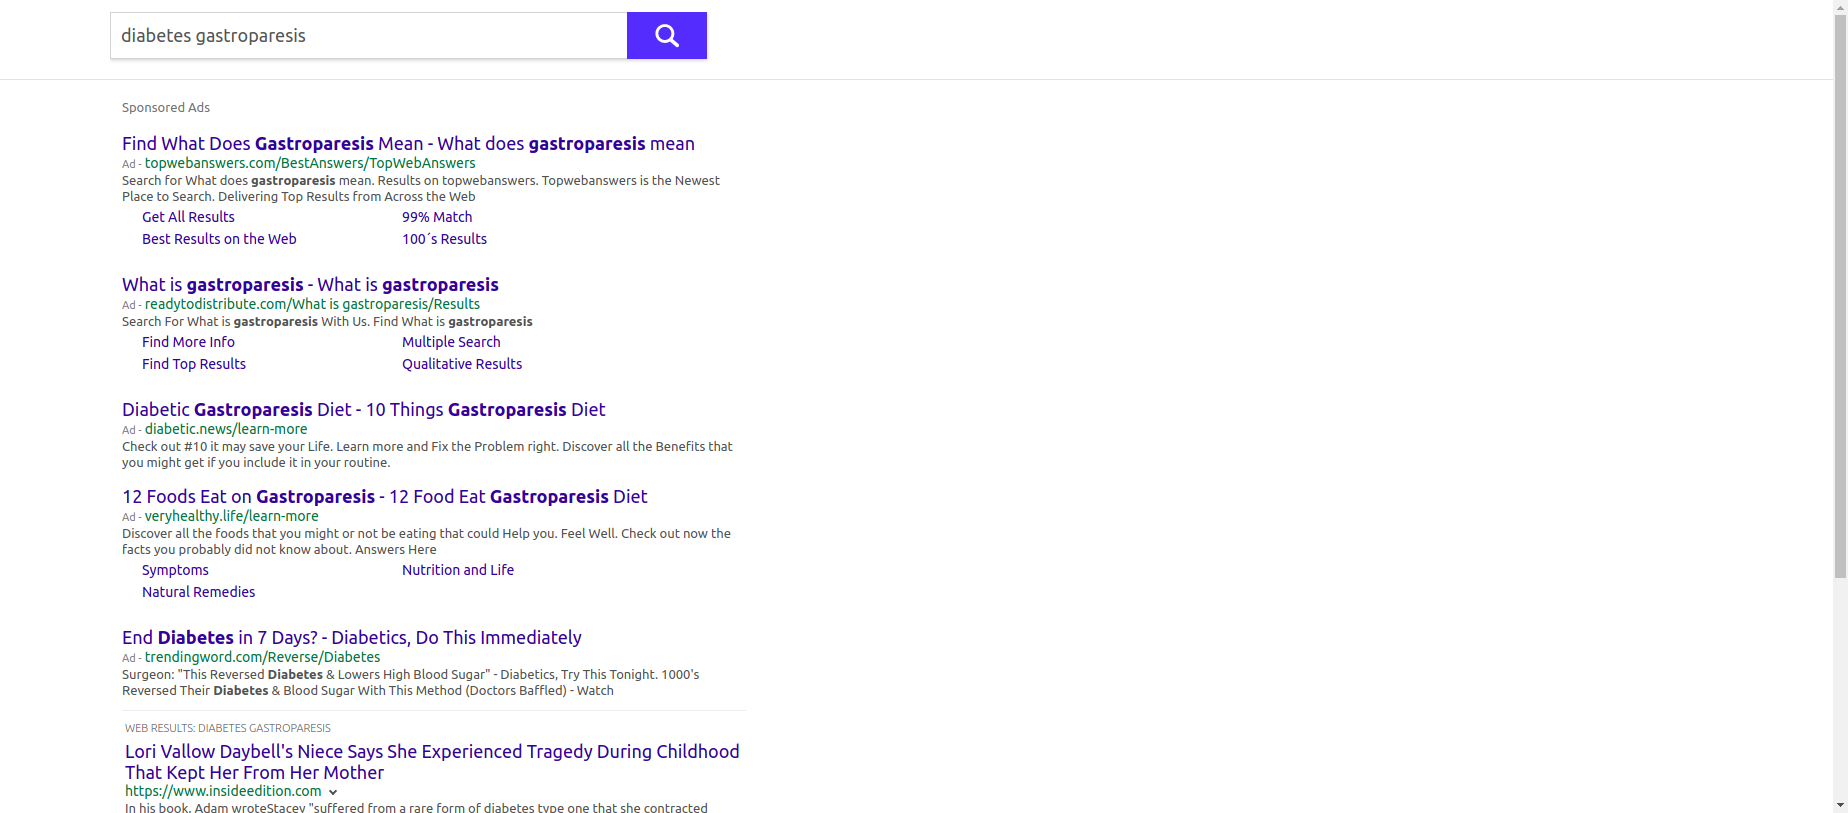 diabetes gastroparesis
Sponsored Ads
Find What Does Gastroparesis Mean - What does gastroparesis mean
Ad - topwebanswers.com/BestAnswers/TopWebAnswers
Search for What does gastroparesis mean. Results on topwebanswers. Topwebanswers is the Newest
Place to Search. Delivering Top Results from Across the Web
Get All Results 99% Match
Best Results on the Web 100´s Results
What is gastroparesis - What is gastroparesis
Ad - readytodistribute.com/What is gastroparesis/Results
Search For What is gastroparesis With Us. Find What is gastroparesis
Find More Info Multiple Search
Find Top Results Qualitative Results
Diabetic Gastroparesis Diet - 10 Things Gastroparesis Diet
Ad - diabetic.news/learn-more
Check out #10 it may save your Life. Learn more and Fix the Problem right. Discover all the Benefits that
you might get if you include it in your routine.
12 Foods Eat on Gastroparesis - 12 Food Eat Gastroparesis Diet
Ad - veryhealthy.life/learn-more
Discover all the foods that you might or not be eating that could Help you. Feel Well. Check out now the
facts you probably did not know about. Answers Here
Symptoms Nutrition and Life
Natural Remedies
End Diabetes in 7 Days? - Diabetics, Do This Immediately
Ad - trendingword.com/Reverse/Diabetes
Surgeon: "This Reversed Diabetes & Lowers High Blood Sugar" - Diabetics, Try This Tonight. 1000's
Reversed Their Diabetes & Blood Sugar With This Method (Doctors Baffled) - Watch
WEB RESULTS: DIABETES GASTROPARESIS
Lori Vallow Daybell's Niece Says She Experienced Tragedy During Childhood
That Kept Her From Her Mother
https://www.insideedition.com
In his book, Adam wroteStacey "suffered from a rare form of diabetes type one that she contracted